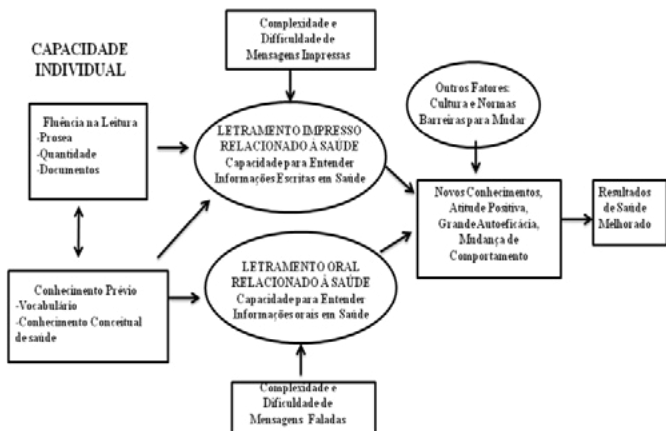 CAPACIDADE
INDIVIDUAL
Complexidade e
Difficuldade de
Mensagens Impressas
Outros Fatores:
Cultura e Normas
Barreiras para Mudar
Fluência na Leitura
-Prosea
-Quantidade
-Documentos
LETRAMENTO IMPRESSO
RELACIONADO À SAÚDE
Capacidade para Entender
Informações Escritas em Saúde
Novos Conhecimentos,
Atitude Positiva,
Grande Autoeficácia,
Mudança de
Comportamento
Resultados
de Saúde
Melhorado
Conhecimento Prévio
-Vocabulário
-Conhecimento Conceitual
de saúde
LETRAMENTO ORAL
RELACIONADO À SAÚDE
Capacidade para Entender
Informações orais em Saúde
Complexidade e
Dificuldade de
Mensagens Faladas